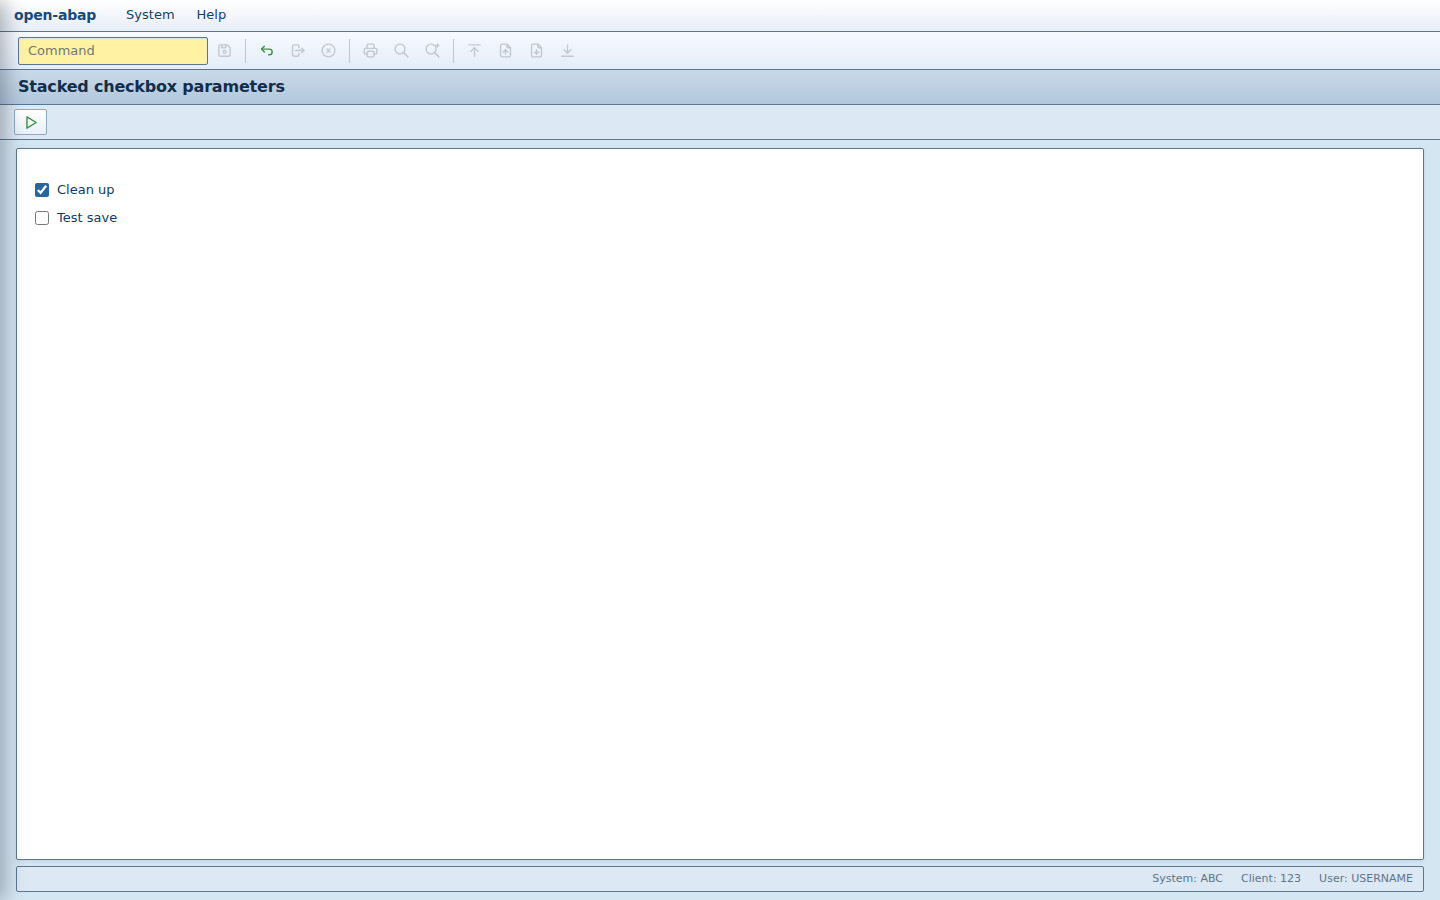 open-abap System Help
Command
Stacked checkbox parameters
Clean up
Test save
System: ABC Client: 123 User: USERNAME